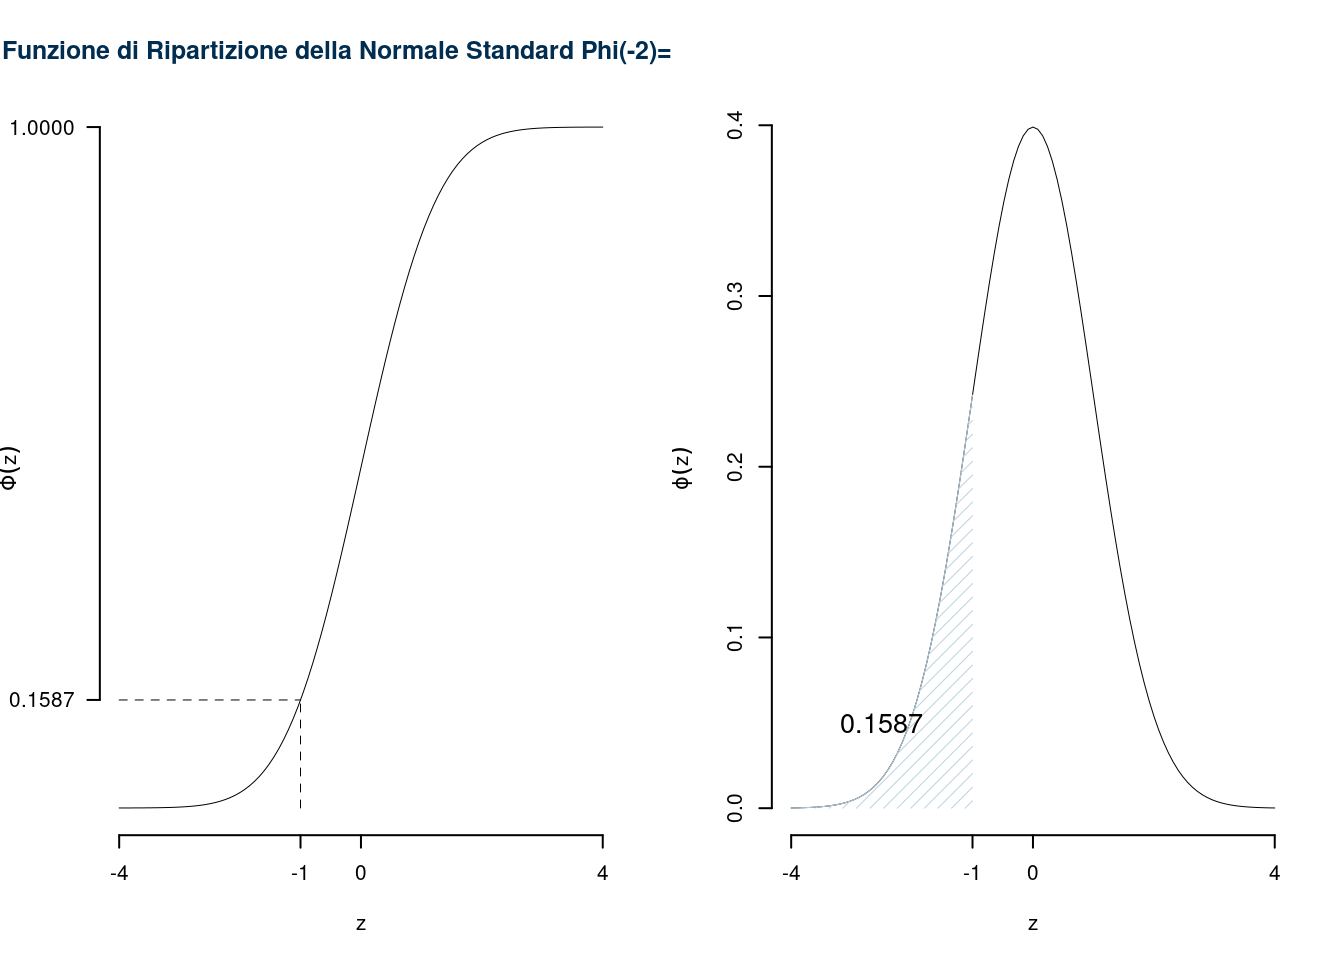 Funzione di Ripartizione della Normale Standard Phi(-2)=
1.0000
0.1587
ϕ(z)
-4 -1 0 4
z
0.4
0.3
0.2
0.1
0.0
ϕ(z)
0.1587
-4 -1 0 4
z